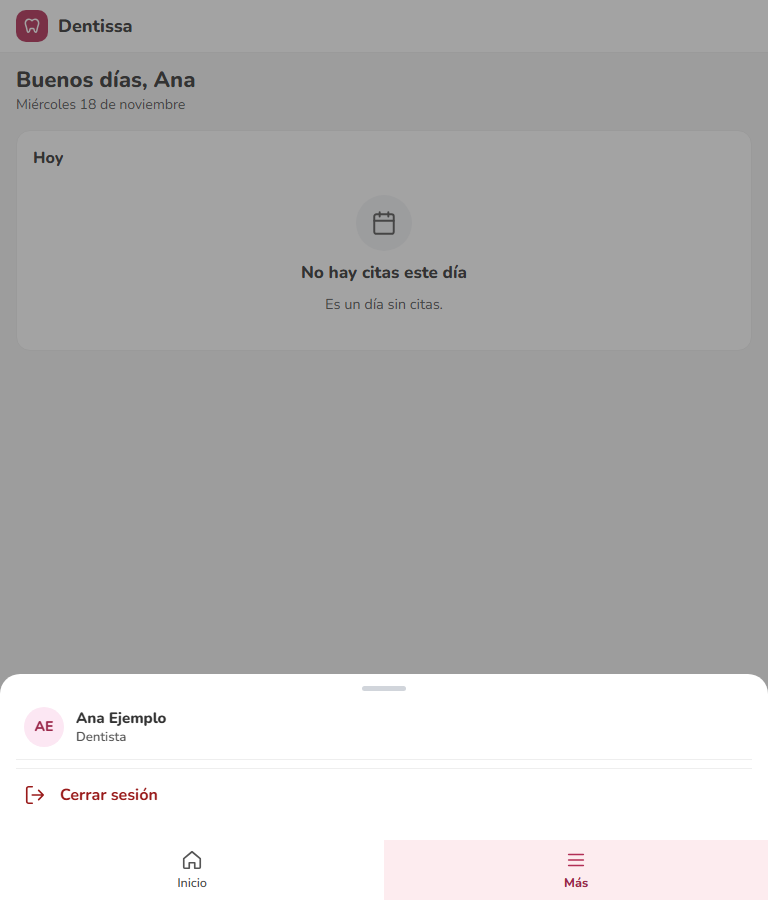 Dentissa
Buenos días, Ana
Miércoles 18 de noviembre
Hoy
No hay citas este día
Es un día sin citas.
AE
Ana Ejemplo
Dentista
Cerrar sesión
Inicio
Más